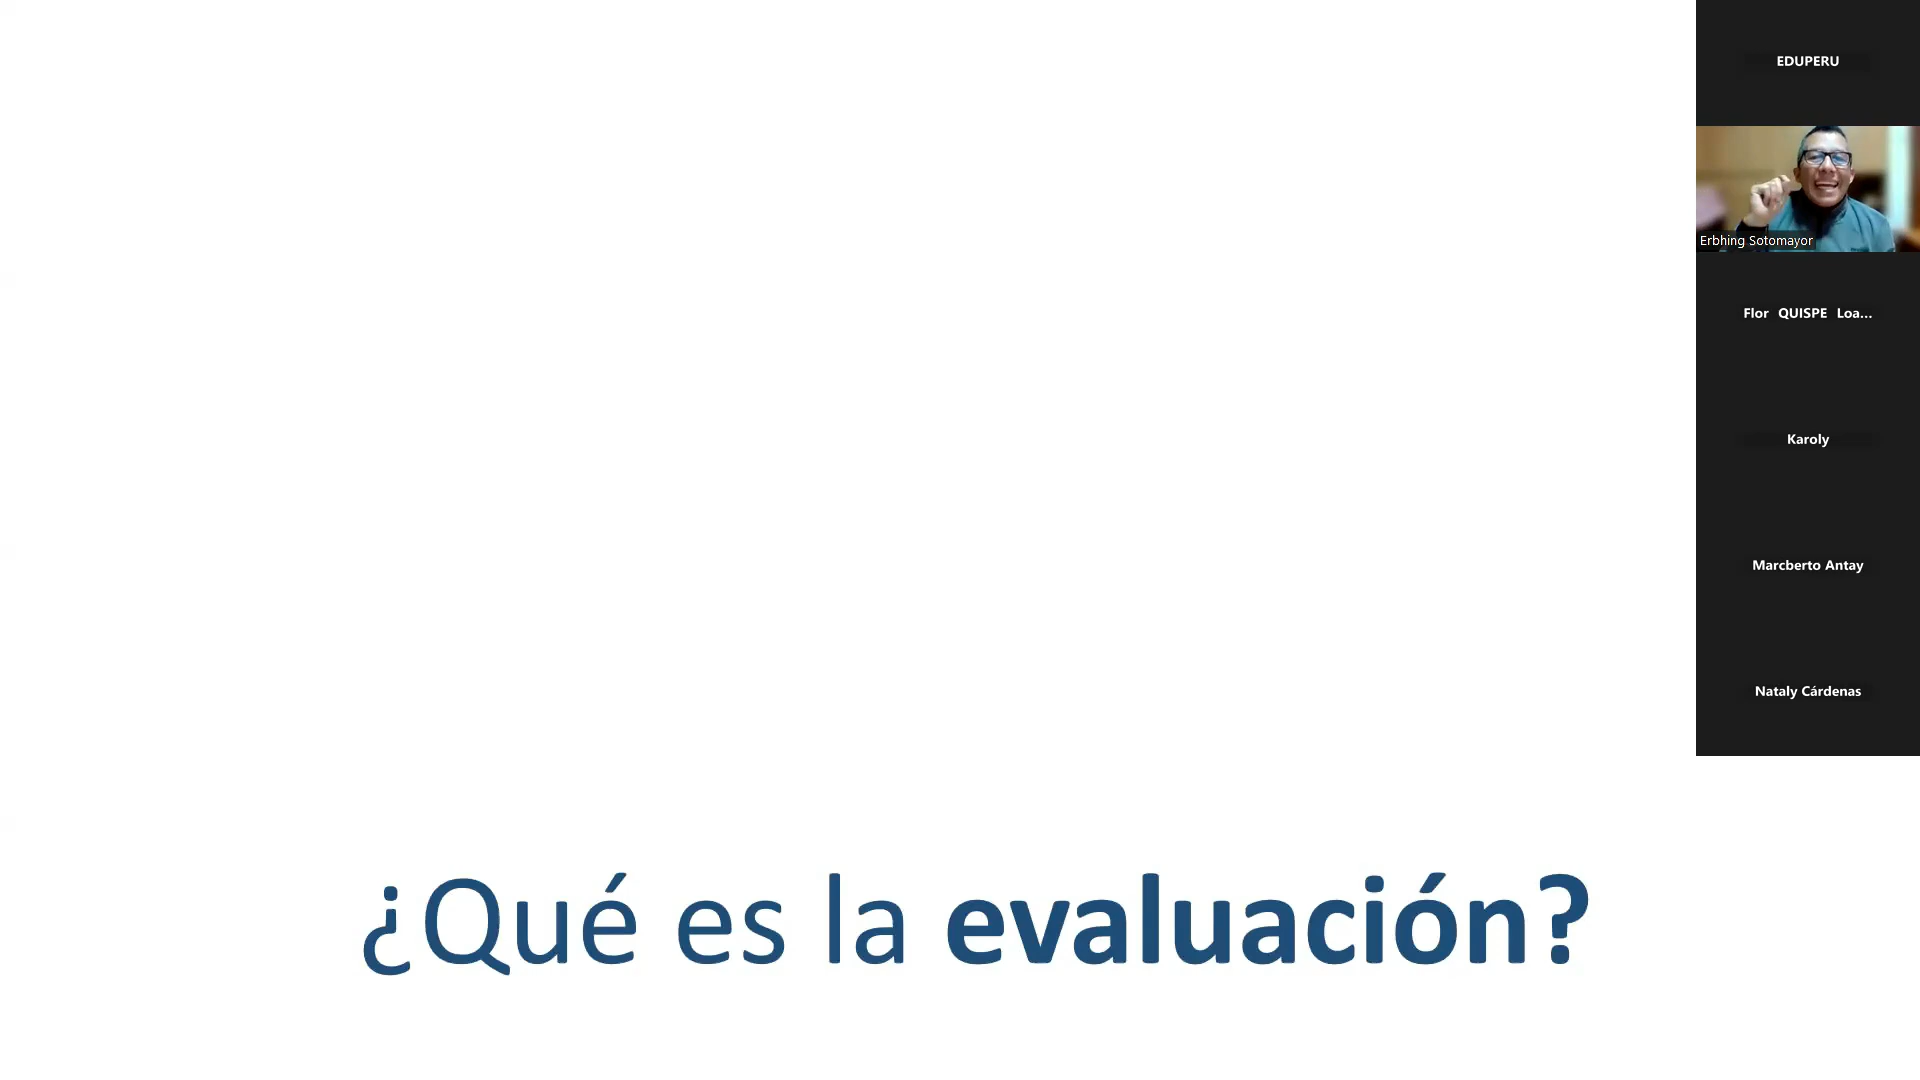 EDUPERU
Erbhing Sotomayor
Flor QUISPE Loa...
Karoly
Marcberto Antay
Nataly Cárdenas
¿Qué es la evaluación?